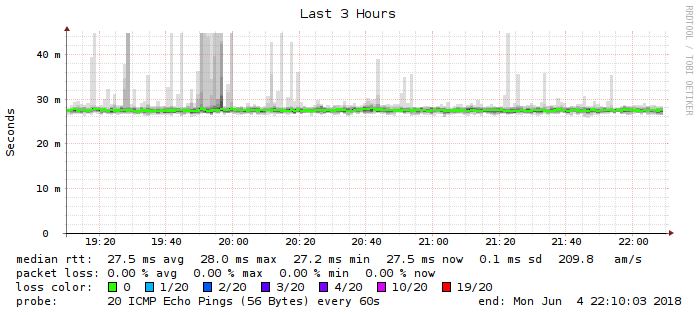 Last 3 Hours
RRDTOOL / TOBI OETIKER
Seconds
40 m
30 m
20 m
10 m
0
19:20 19:40 20:00 20:20 20:40 21:00 21:20 21:40 22:00
median rtt: 27.5 ms avg 28.0 ms max 27.2 ms min 27.5 ms now 0.1 ms sd 209.8 am/s
packet loss: 0.00 % avg 0.00 % max 0.00 % min 0.00 % now
loss color: 0 1/20 2/20 3/20 4/20 10/20 19/20
probe: 20 ICMP Echo Pings (56 Bytes) every 60s end: Mon Jun 4 22:10:03 2018